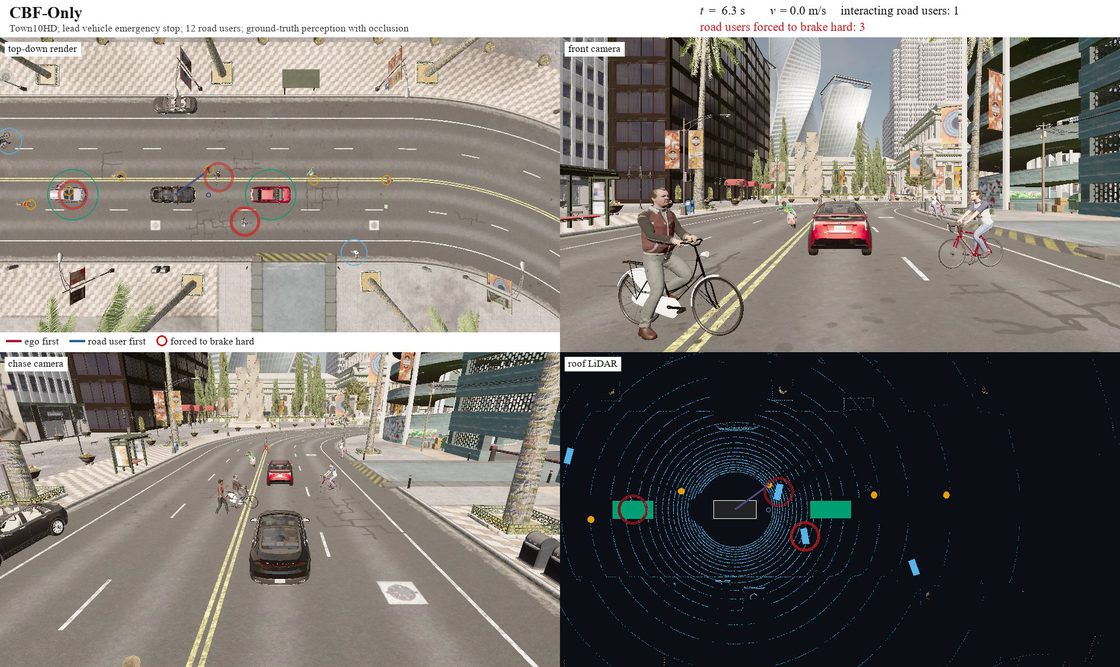 CBF-Only
Town10HD; lead vehicle emergency stop; 12 road users; ground-truth perception with occlusion
t = 6.3 s v = 0.0 m/s interacting road users: 1
road users forced to brake hard: 3
top-down render
front camera
ego first road user first forced to brake hard
chase camera
roof LiDAR